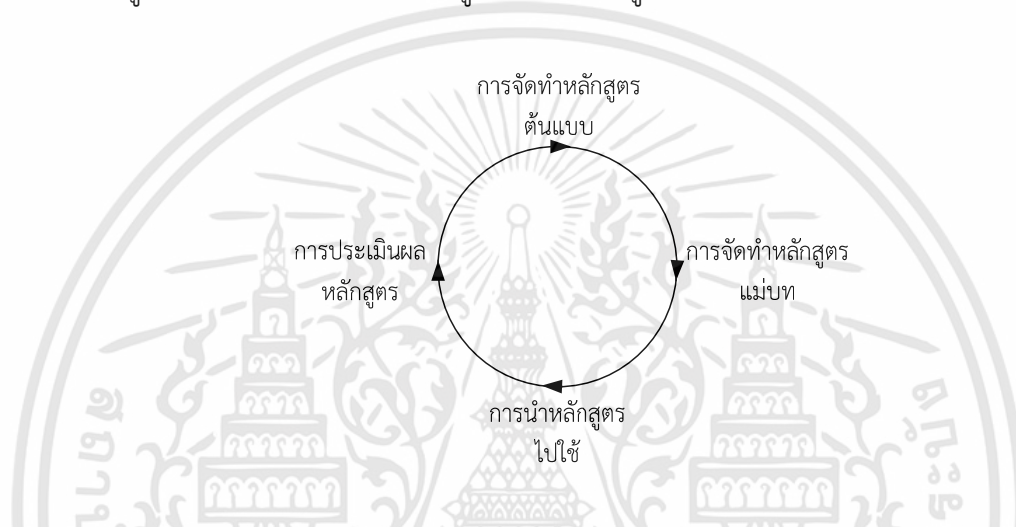 การจัดทำหลักสูตร
ต้นแบบ
การประเมินผล
หลักสูตร
การจัดทำหลักสูตร
แม่บท
การนำหลักสูตร
ไปใช้